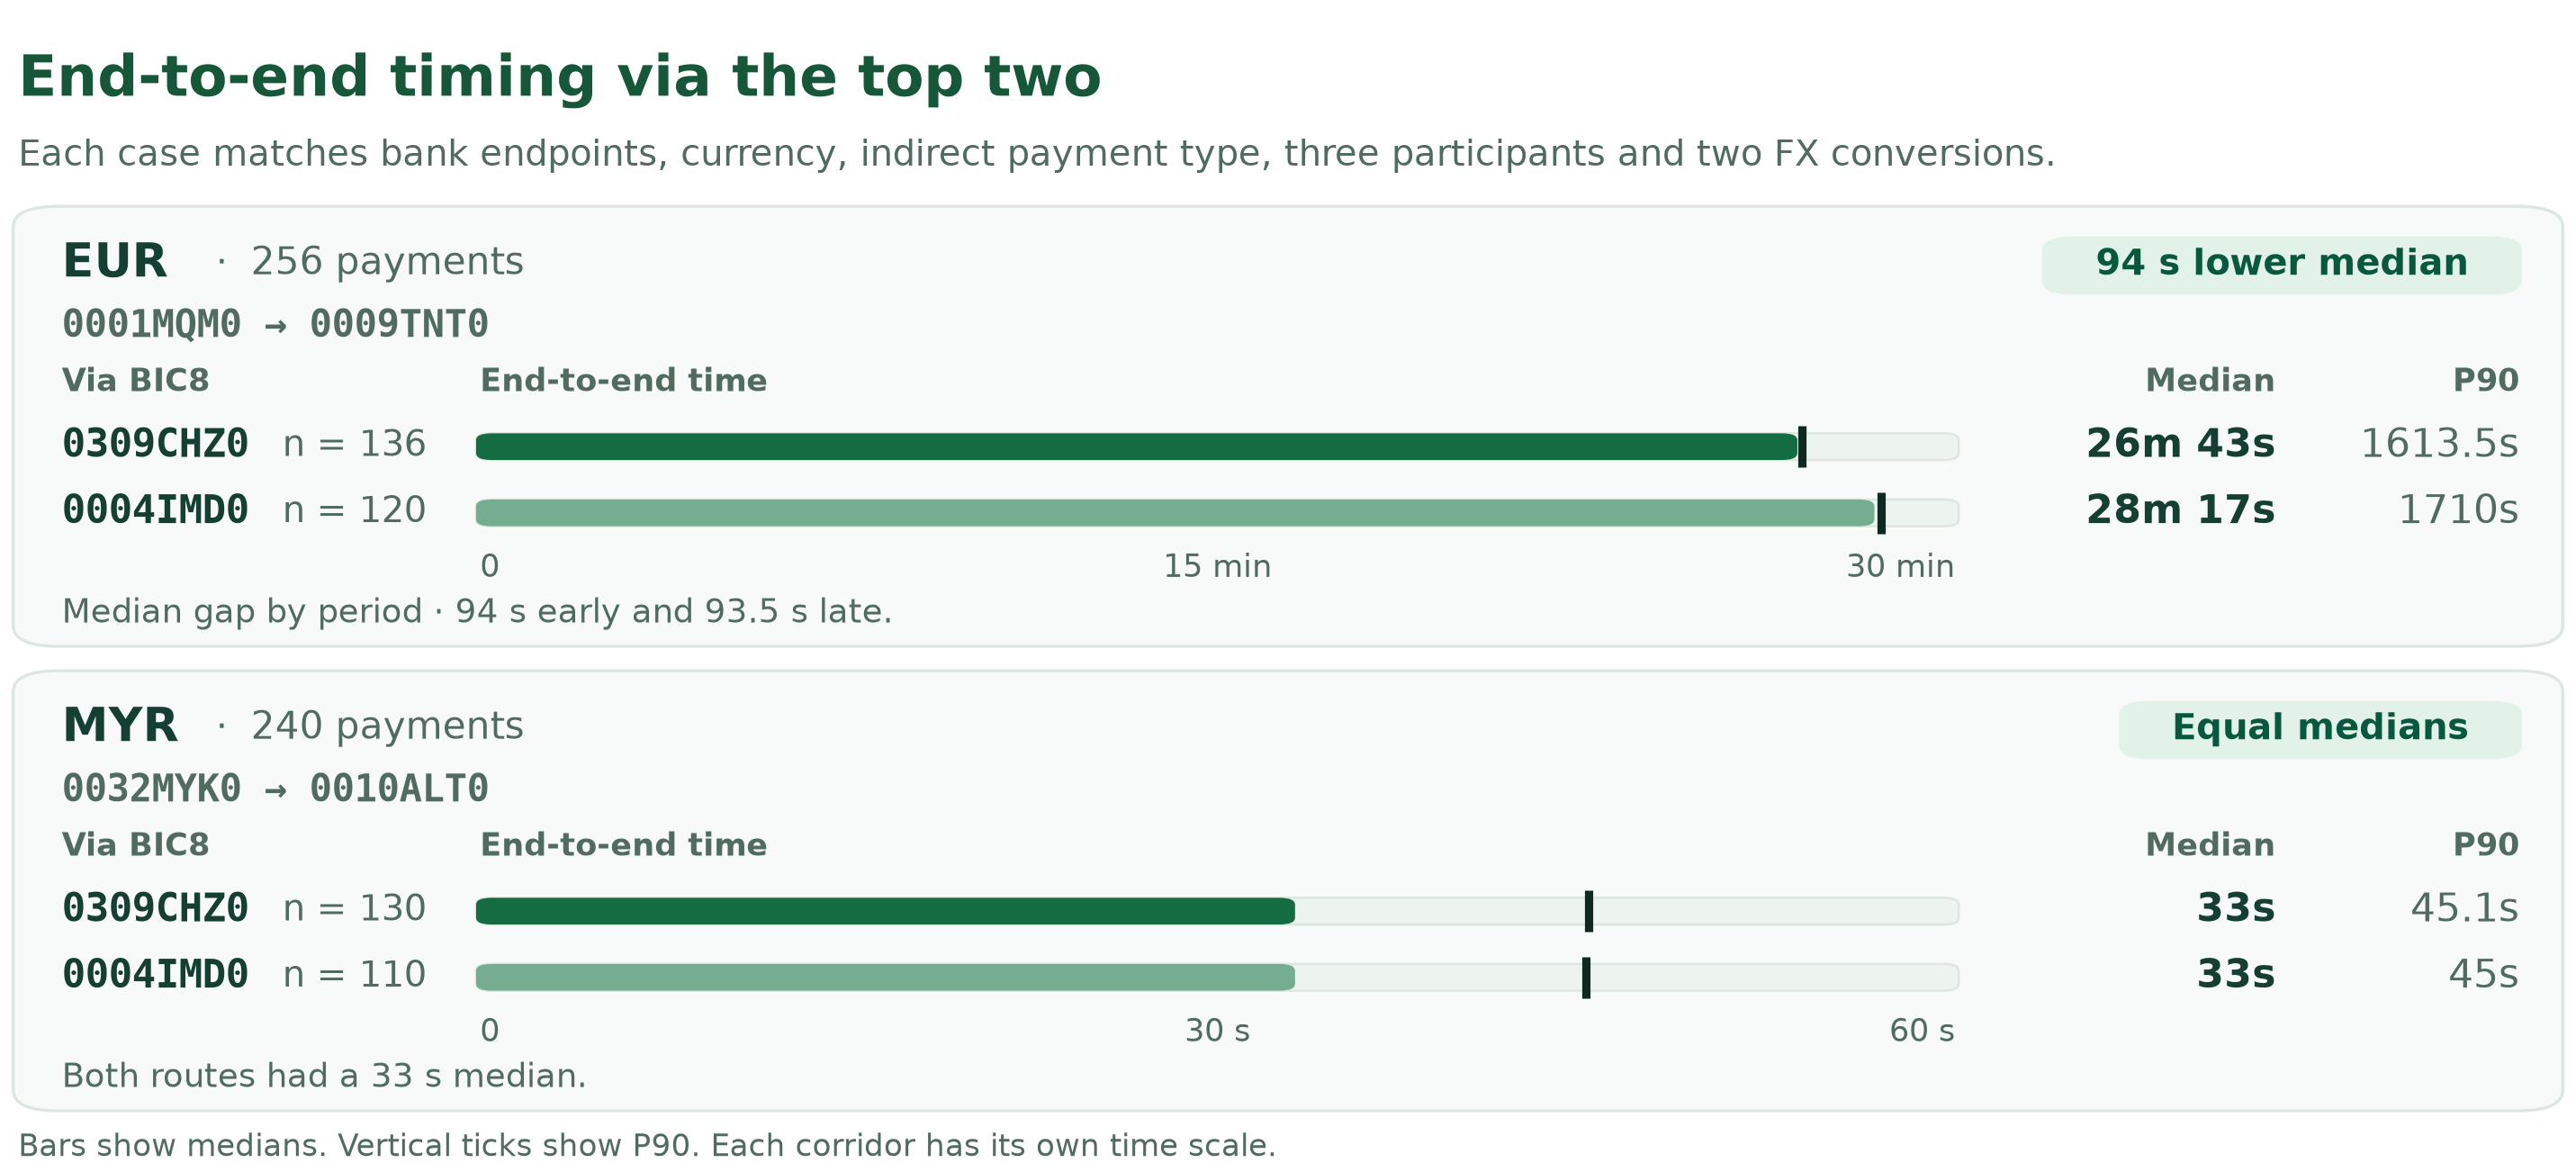 End-to-end timing via the top two
Each case matches bank endpoints, currency, indirect payment type, three participants and two FX conversions.
EUR · 256 payments 94 s lower median
0001MQM0 → 0009TNT0
Via BIC8 End-to-end time Median P90
0309CHZ0 n = 136 26m 43s 1613.5s
0004IMD0 n = 120 28m 17s 1710s
0 15 min 30 min
Median gap by period · 94 s early and 93.5 s late.
MYR · 240 payments Equal medians
0032MYK0 → 0010ALT0
Via BIC8 End-to-end time Median P90
0309CHZ0 n = 130 33s 45.1s
0004IMD0 n = 110 33s 45s
0 30 s 60 s
Both routes had a 33 s median.
Bars show medians. Vertical ticks show P90. Each corridor has its own time scale.